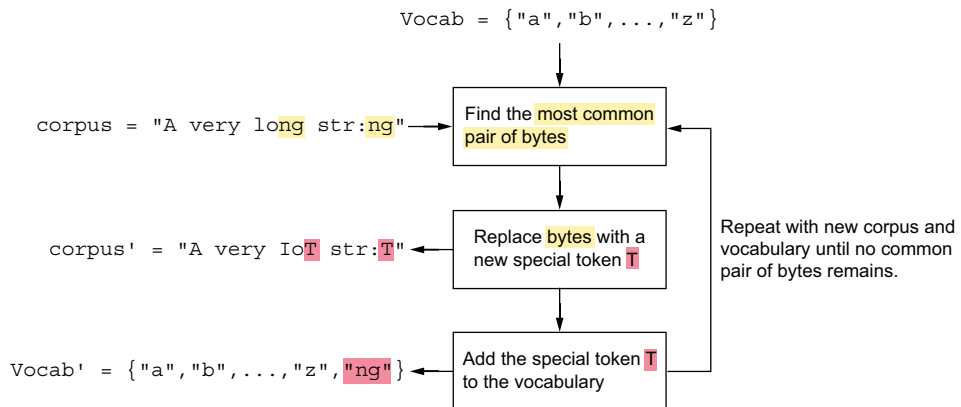 Vocab = {"a","b",...,"z"}
Find the most common
pair of bytes
corpus = "A very long str:ng"
Replace bytes with a
new special token T
corpus' = "A very IoT str:T"
Repeat with new corpus and
vocabulary until no common
pair of bytes remains.
Add the special token T
to the vocabulary
Vocab' = {"a","b",...,"z","ng"}